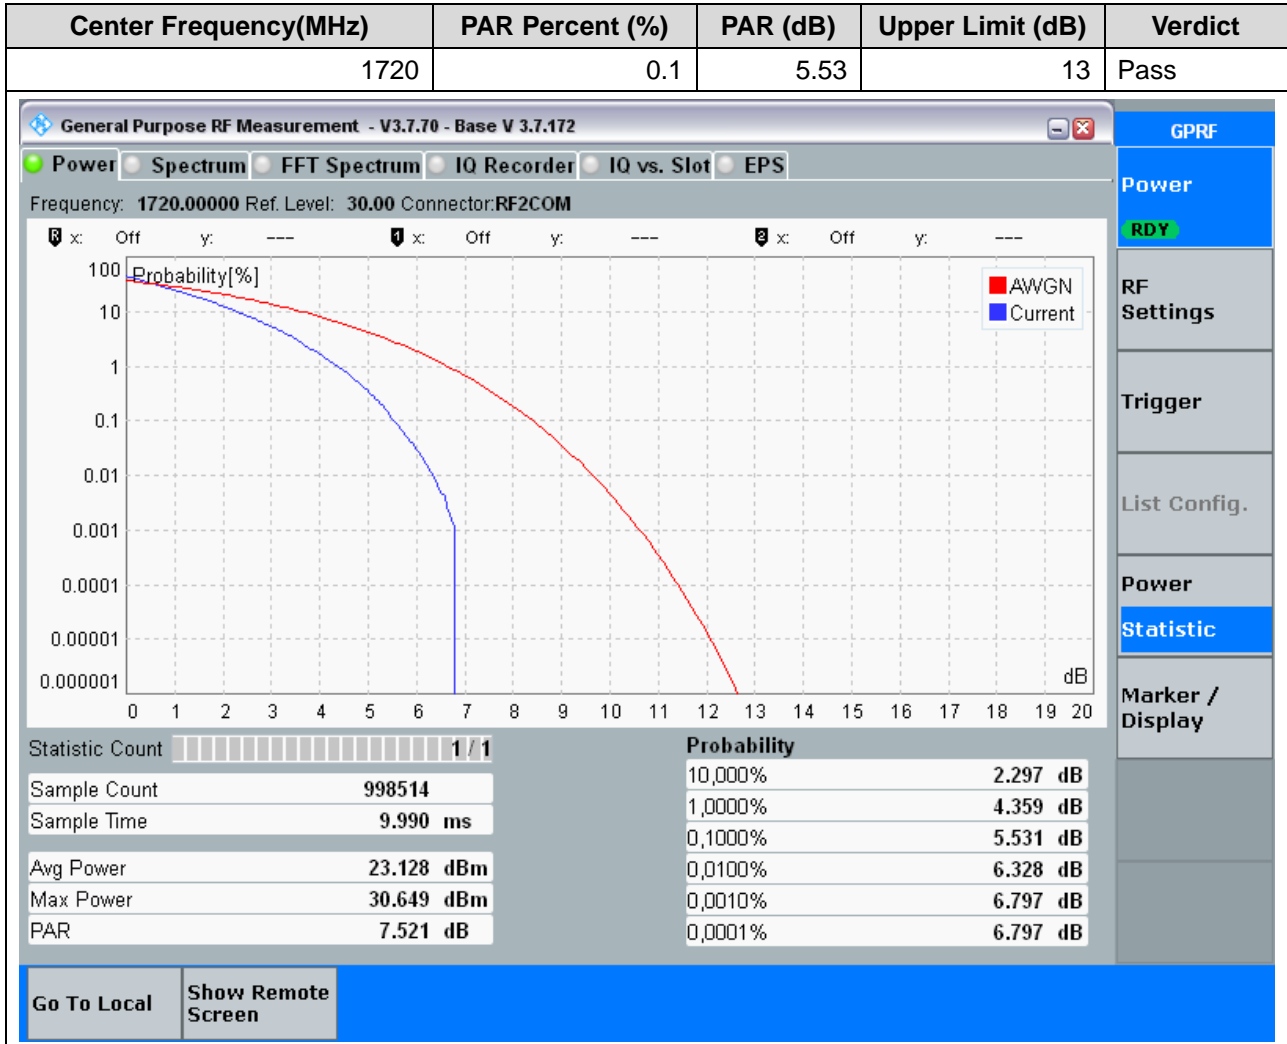 Center Frequency(MHz) PAR Percent (%) PAR (dB) Upper Limit (dB) Verdict
1720 0.1 5.53 13 Pass
General Purpose RF Measurement - V3.7.70 - Base V 3.7.172
GPRF
Power Spectrum FFT Spectrum IQ Recorder IQ vs. Slot EPS
Frequency: 1720.00000 Ref. Level: 30.00 Connector:RF2COM
R x: Off y: --- 1 x: Off y: --- 2 x: Off y: ---
Probability[%]
AWGN
Current
100
10
1
0.1
0.01
0.001
0.0001
0.00001
0.000001
dB
0 1 2 3 4 5 6 7 8 9 10 11 12 13 14 15 16 17 18 19 20
Statistic Count 1 / 1
Sample Count 998514
Sample Time 9.990 ms
Avg Power 23.128 dBm
Max Power 30.649 dBm
PAR 7.521 dB
Probability
10,000% 2.297 dB
1,0000% 4.359 dB
0,1000% 5.531 dB
0,0100% 6.328 dB
0,0010% 6.797 dB
0,0001% 6.797 dB
Power
RDY
RF
Settings
Trigger
List Config.
Power
Statistic
Marker /
Display
Go To Local
Show Remote
Screen